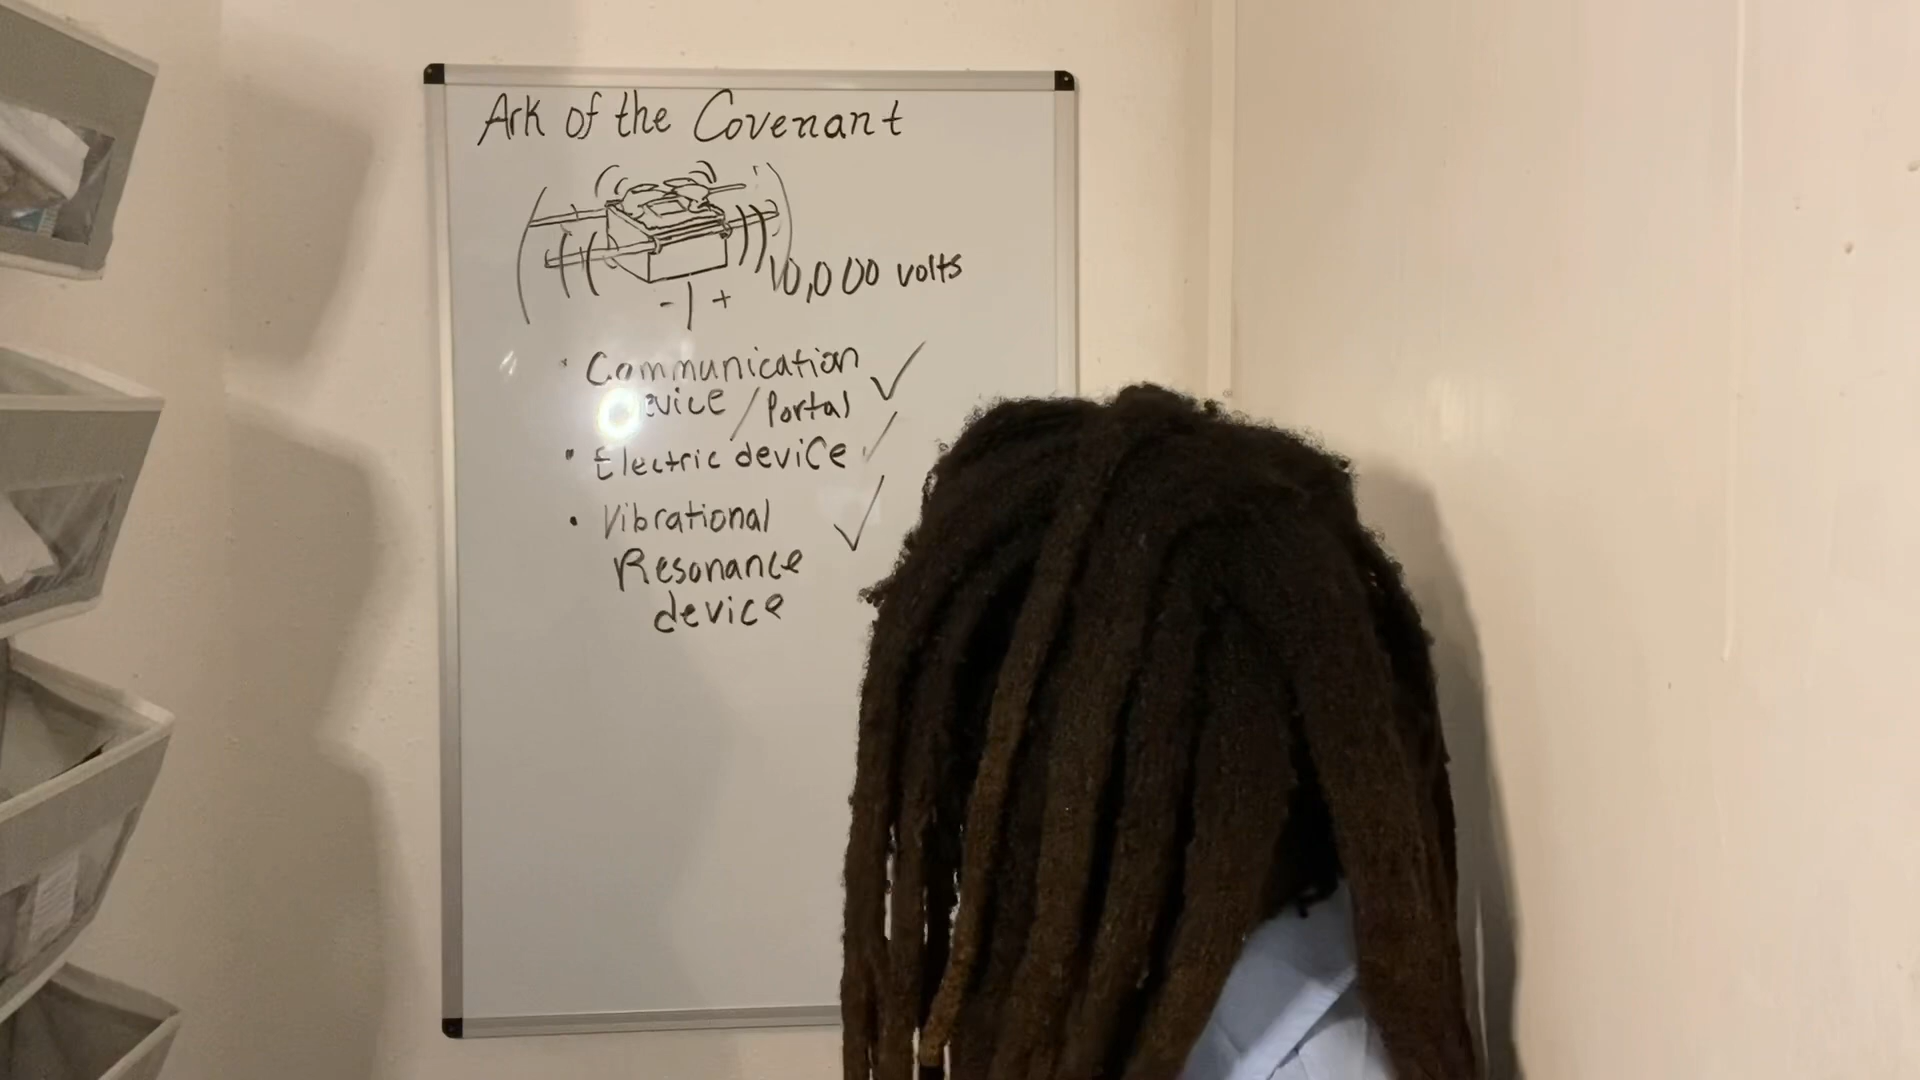 Ark of the Covenant
10,000 volts
- | +
• Communication
device / Portal
• Electric device
• Vibrational
Resonance
device